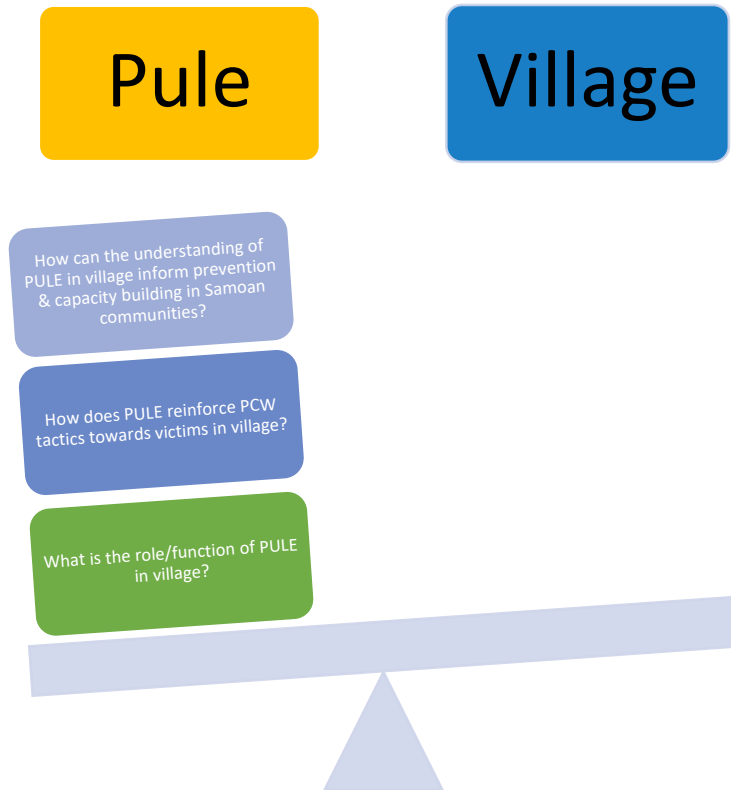 Pule
Village
How can the understanding of
PULE in village inform prevention
& capacity building in Samoan
communities?
How does PULE reinforce PCW
tactics towards victims in village?
What is the role/function of PULE
in village?